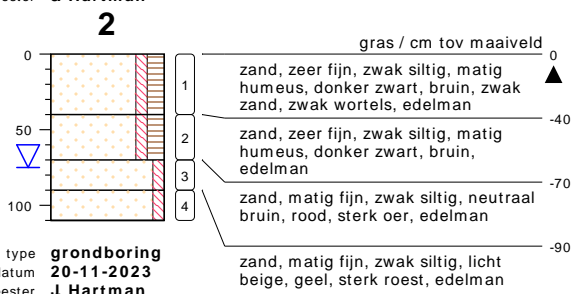 2
gras / cm tov maaiveld
0
0
zand, zeer fijn, zwak siltig, matig
humeus, donker zwart, bruin, zwak
zand, zwak wortels, edelman
1
-40
50
2
zand, zeer fijn, zwak siltig, matig
humeus, donker zwart, bruin,
edelman
-70
3
zand, matig fijn, zwak siltig, neutraal
bruin, rood, sterk oer, edelman
100
4
-90
zand, matig fijn, zwak siltig, licht
beige, geel, sterk roest, edelman
type grondboring
datum 20-11-2023
J Hartman